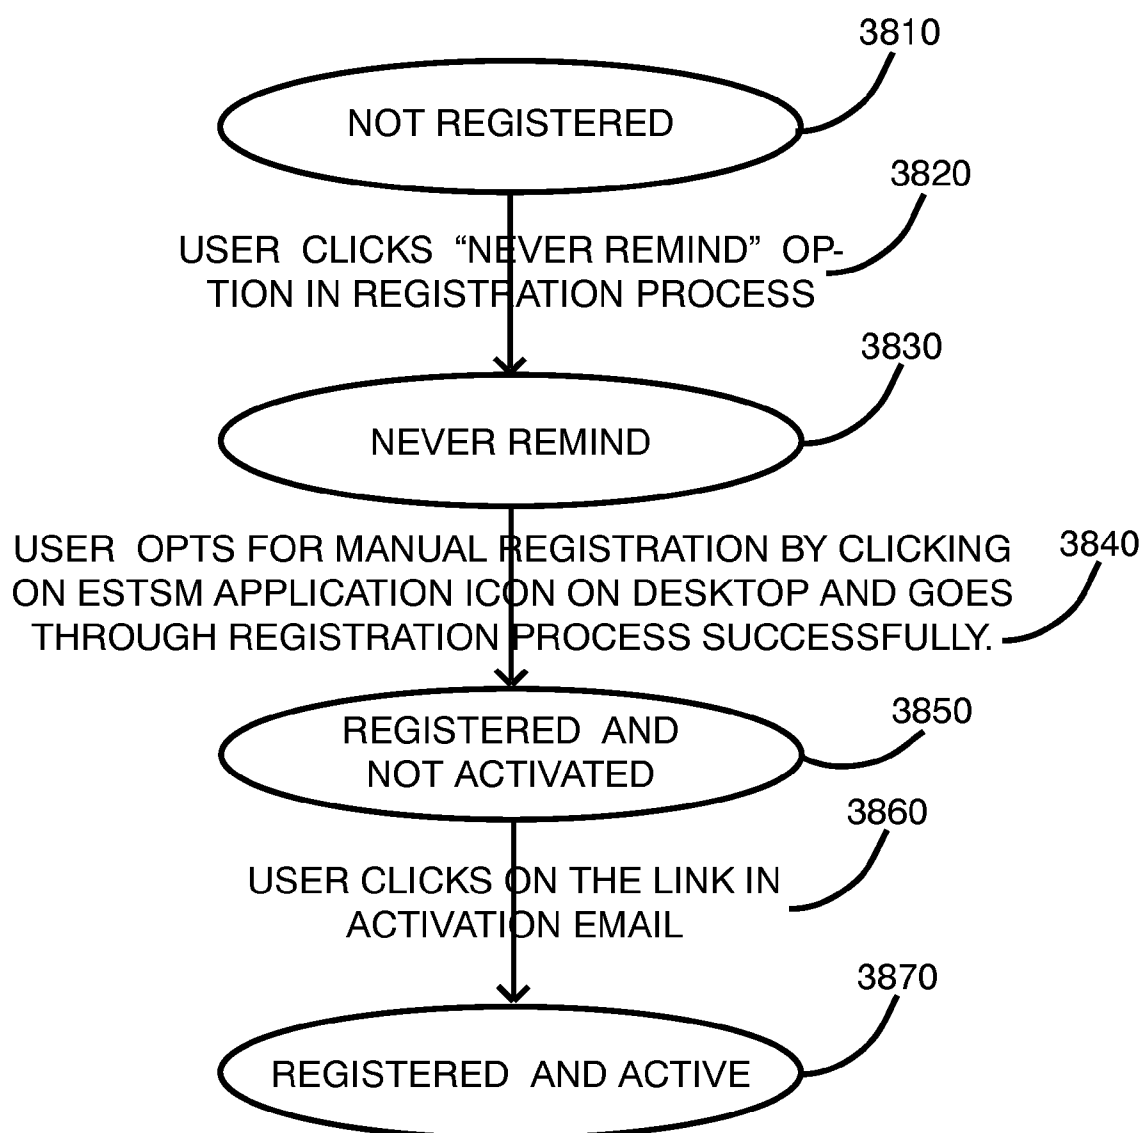 3810
NOT REGISTERED
3820
USER CLICKS “NEVER REMIND” OP-
TION IN REGISTRATION PROCESS
3830
NEVER REMIND
USER OPTS FOR MANUAL REGISTRATION BY CLICKING
3840
ON ESTSM APPLICATION ICON ON DESKTOP AND GOES
THROUGH REGISTRATION PROCESS SUCCESSFULLY.
3850
REGISTERED AND
NOT ACTIVATED
3860
USER CLICKS ON THE LINK IN
ACTIVATION EMAIL
3870
REGISTERED AND ACTIVE